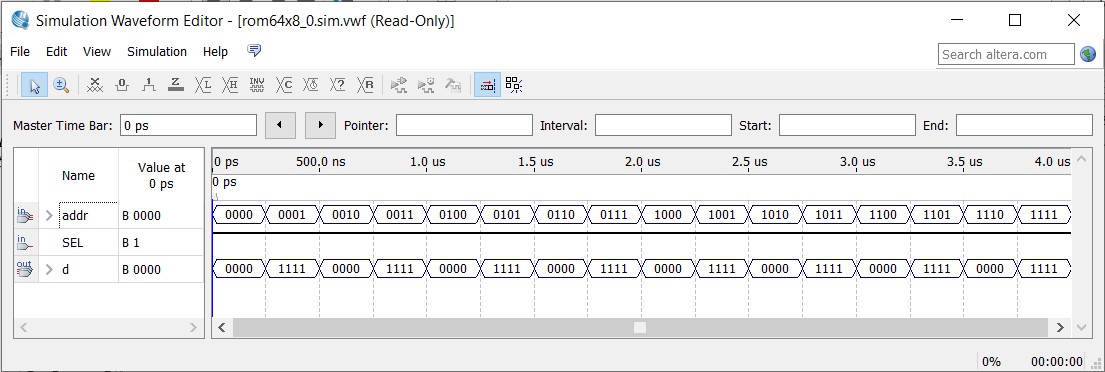 Simulation Waveform Editor - [rom64x8_0.sim.vwf (Read-Only)]
File Edit View Simulation Help Search altera.com
Master Time Bar: 0 ps Pointer: Interval: Start: End:
Name Value at 0 ps
0 ps 500.0 ns 1.0 us 1.5 us 2.0 us 2.5 us 3.0 us 3.5 us 4.0 us
0 ps
addr B 0000 0000 0001 0010 0011 0100 0101 0110 0111 1000 1001 1010 1011 1100 1101 1110 1111
SEL B 1
d B 0000 0000 1111 0000 1111 0000 1111 0000 1111 0000 1111 0000 1111 0000 1111 0000 1111
0% 00:00:00